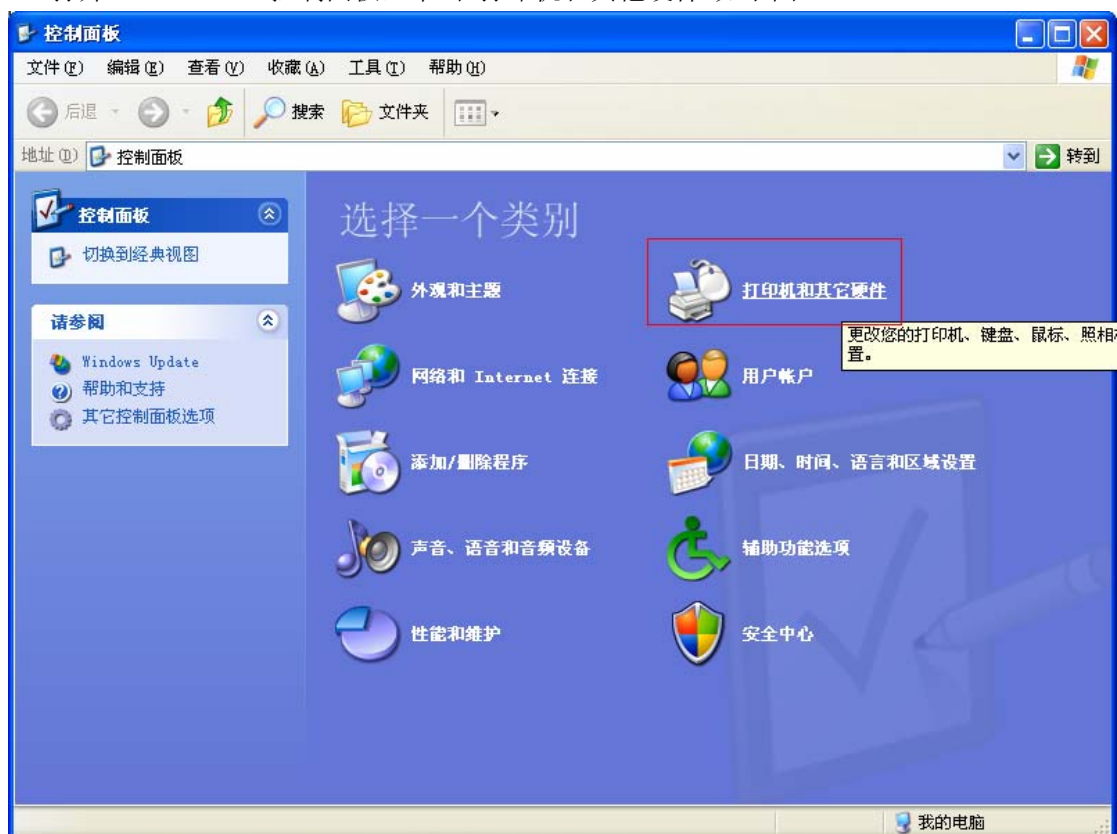 控制面板
文件(F) 编辑(E) 查看(V) 收藏(A) 工具(T) 帮助(H)
后退 搜索 文件夹
地址(D) 控制面板 转到
控制面板
切换到经典视图
请参阅
Windows Update
帮助和支持
其它控制面板选项
选择一个类别
外观和主题
打印机和其它硬件
更改您的打印机、键盘、鼠标、照相
置。
网络和 Internet 连接
用户帐户
添加/删除程序
日期、时间、语言和区域设置
声音、语音和音频设备
辅助功能选项
性能和维护
安全中心
我的电脑